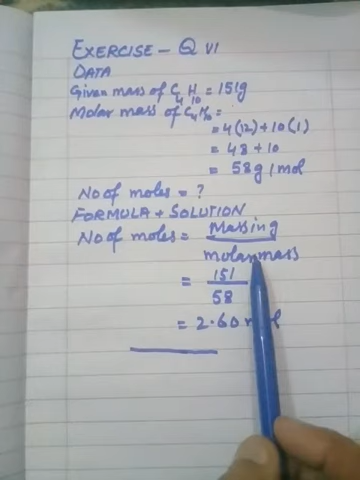 EXERCISE - Q VI
DATA
Given mass of C4H10 = 151g
Molar mass of C4H10 =
= 4(12) + 10(1)
= 48 + 10
= 58g/mol
No of moles = ?
FORMULA + SOLUTION
No of moles = Mass in g
molar mass
= 151
58
= 2.60 mol